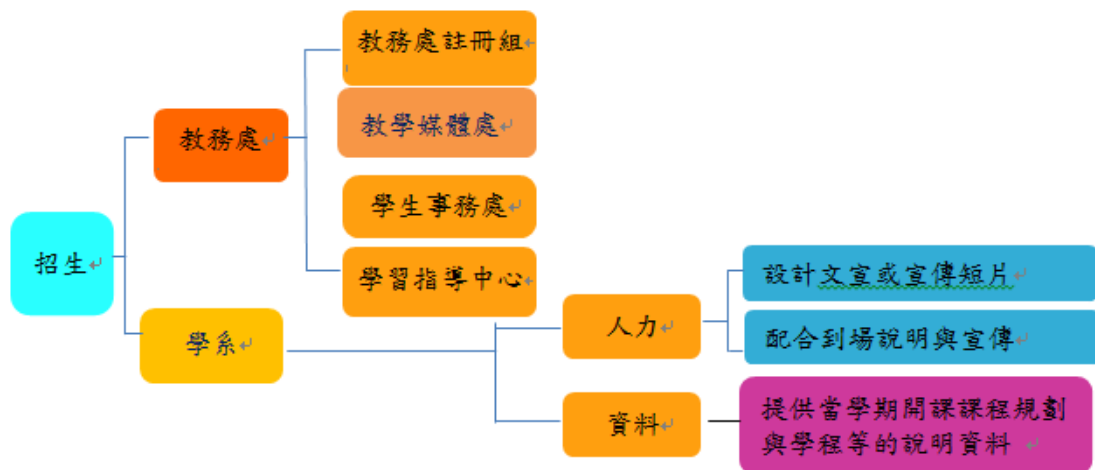 招生
教務處
學系
教務處註冊組
教學媒體處
學生事務處
學習指導中心
人力
資料
設計文宣或宣傳短片
配合到場說明與宣傳
提供當學期開課課程規劃
與學程等的說明資料